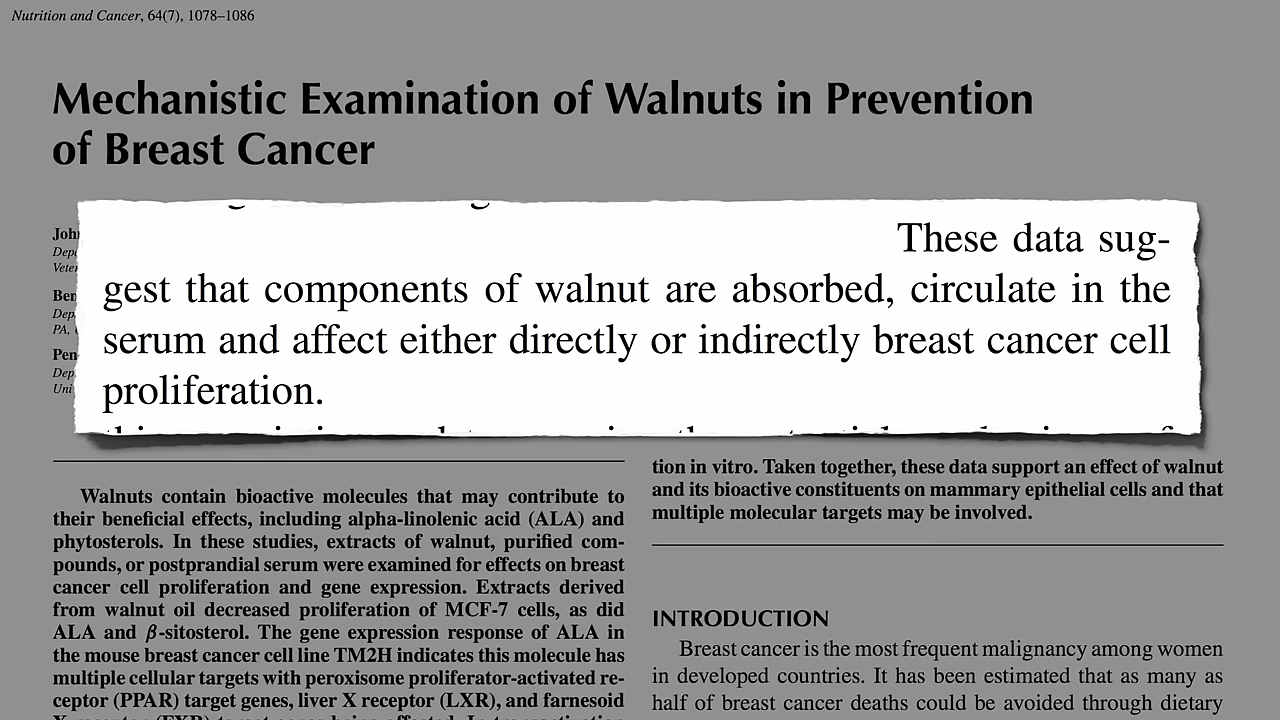 Nutrition and Cancer, 64(7), 1078–1086
Mechanistic Examination of Walnuts in Prevention
of Breast Cancer
These data sug-
gest that components of walnut are absorbed, circulate in the
serum and affect either directly or indirectly breast cancer cell
proliferation.
PA,
Walnuts contain bioactive molecules that may contribute to
their beneficial effects, including alpha-linolenic acid (ALA) and
phytosterols. In these studies, extracts of walnut, purified com-
pounds, or postprandial serum were examined for effects on breast
cancer cell proliferation and gene expression. Extracts derived
from walnut oil decreased proliferation of MCF-7 cells, as did
ALA and β-sitosterol. The gene expression response of ALA in
the mouse breast cancer cell line TM2H indicates this molecule has
multiple cellular targets with peroxisome proliferator-activated re-
ceptor (PPAR) target genes, liver X receptor (LXR), and farnesoid
tion in vitro. Taken together, these data support an effect of walnut
and its bioactive constituents on mammary epithelial cells and that
multiple molecular targets may be involved.
INTRODUCTION
Breast cancer is the most frequent malignancy among women
in developed countries. It has been estimated that as many as
half of breast cancer deaths could be avoided through dietary